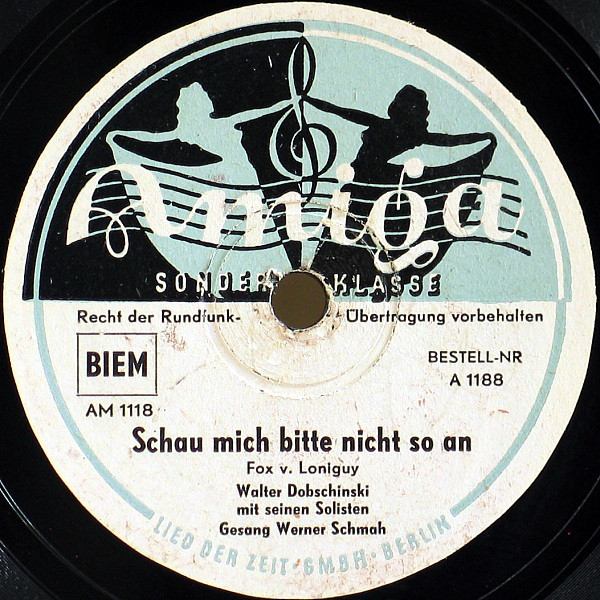 Amiga
SONDER KLASSE
Recht der Rundfunk- Übertragung vorbehalten
BIEM
BESTELL-NR
A 1188
AM 1118
Schau mich bitte nicht so an
Fox v. Loniguy
Walter Dobschinski
mit seinen Solisten
Gesang Werner Schmah
LIED DER ZEIT · GMBH · BERLIN